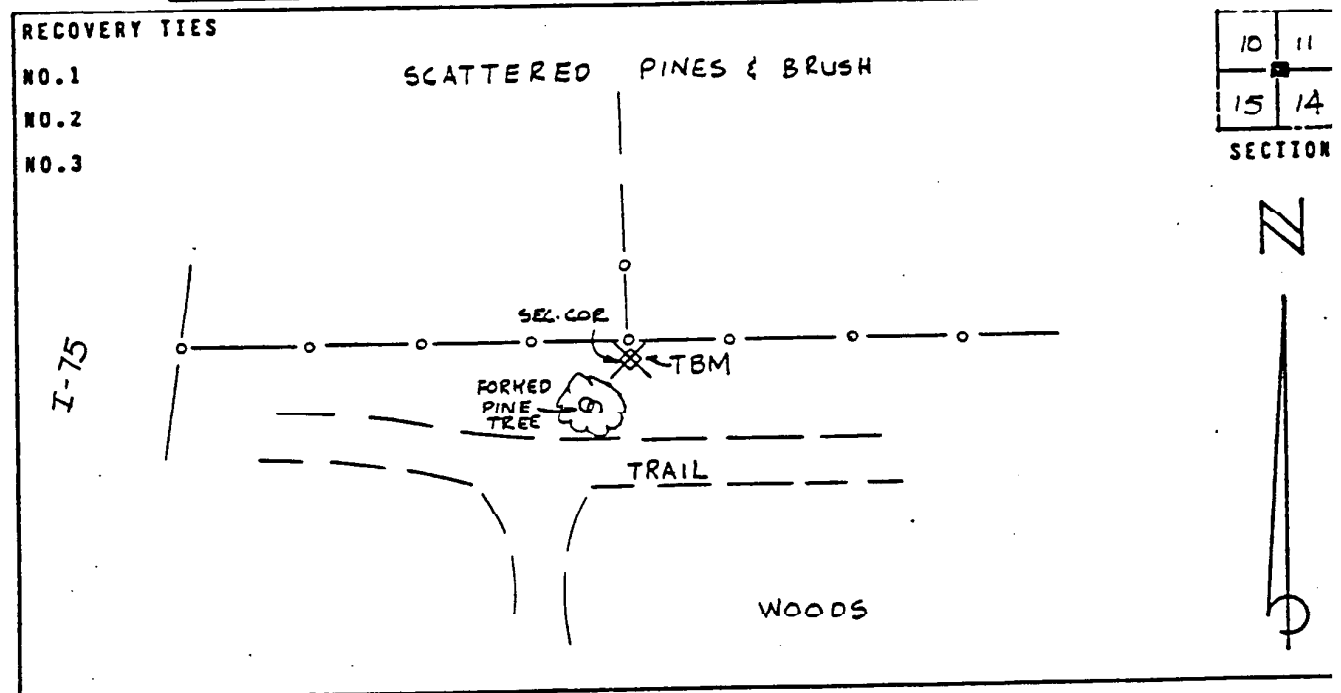 RECOVERY TIES
NO.1
NO.2
NO.3
SCATTERED PINES & BRUSH
10 11
15 14
SECTION
N
I-75
SEC. COR
TBM
FORKED
PINE
TREE
TRAIL
WOODS